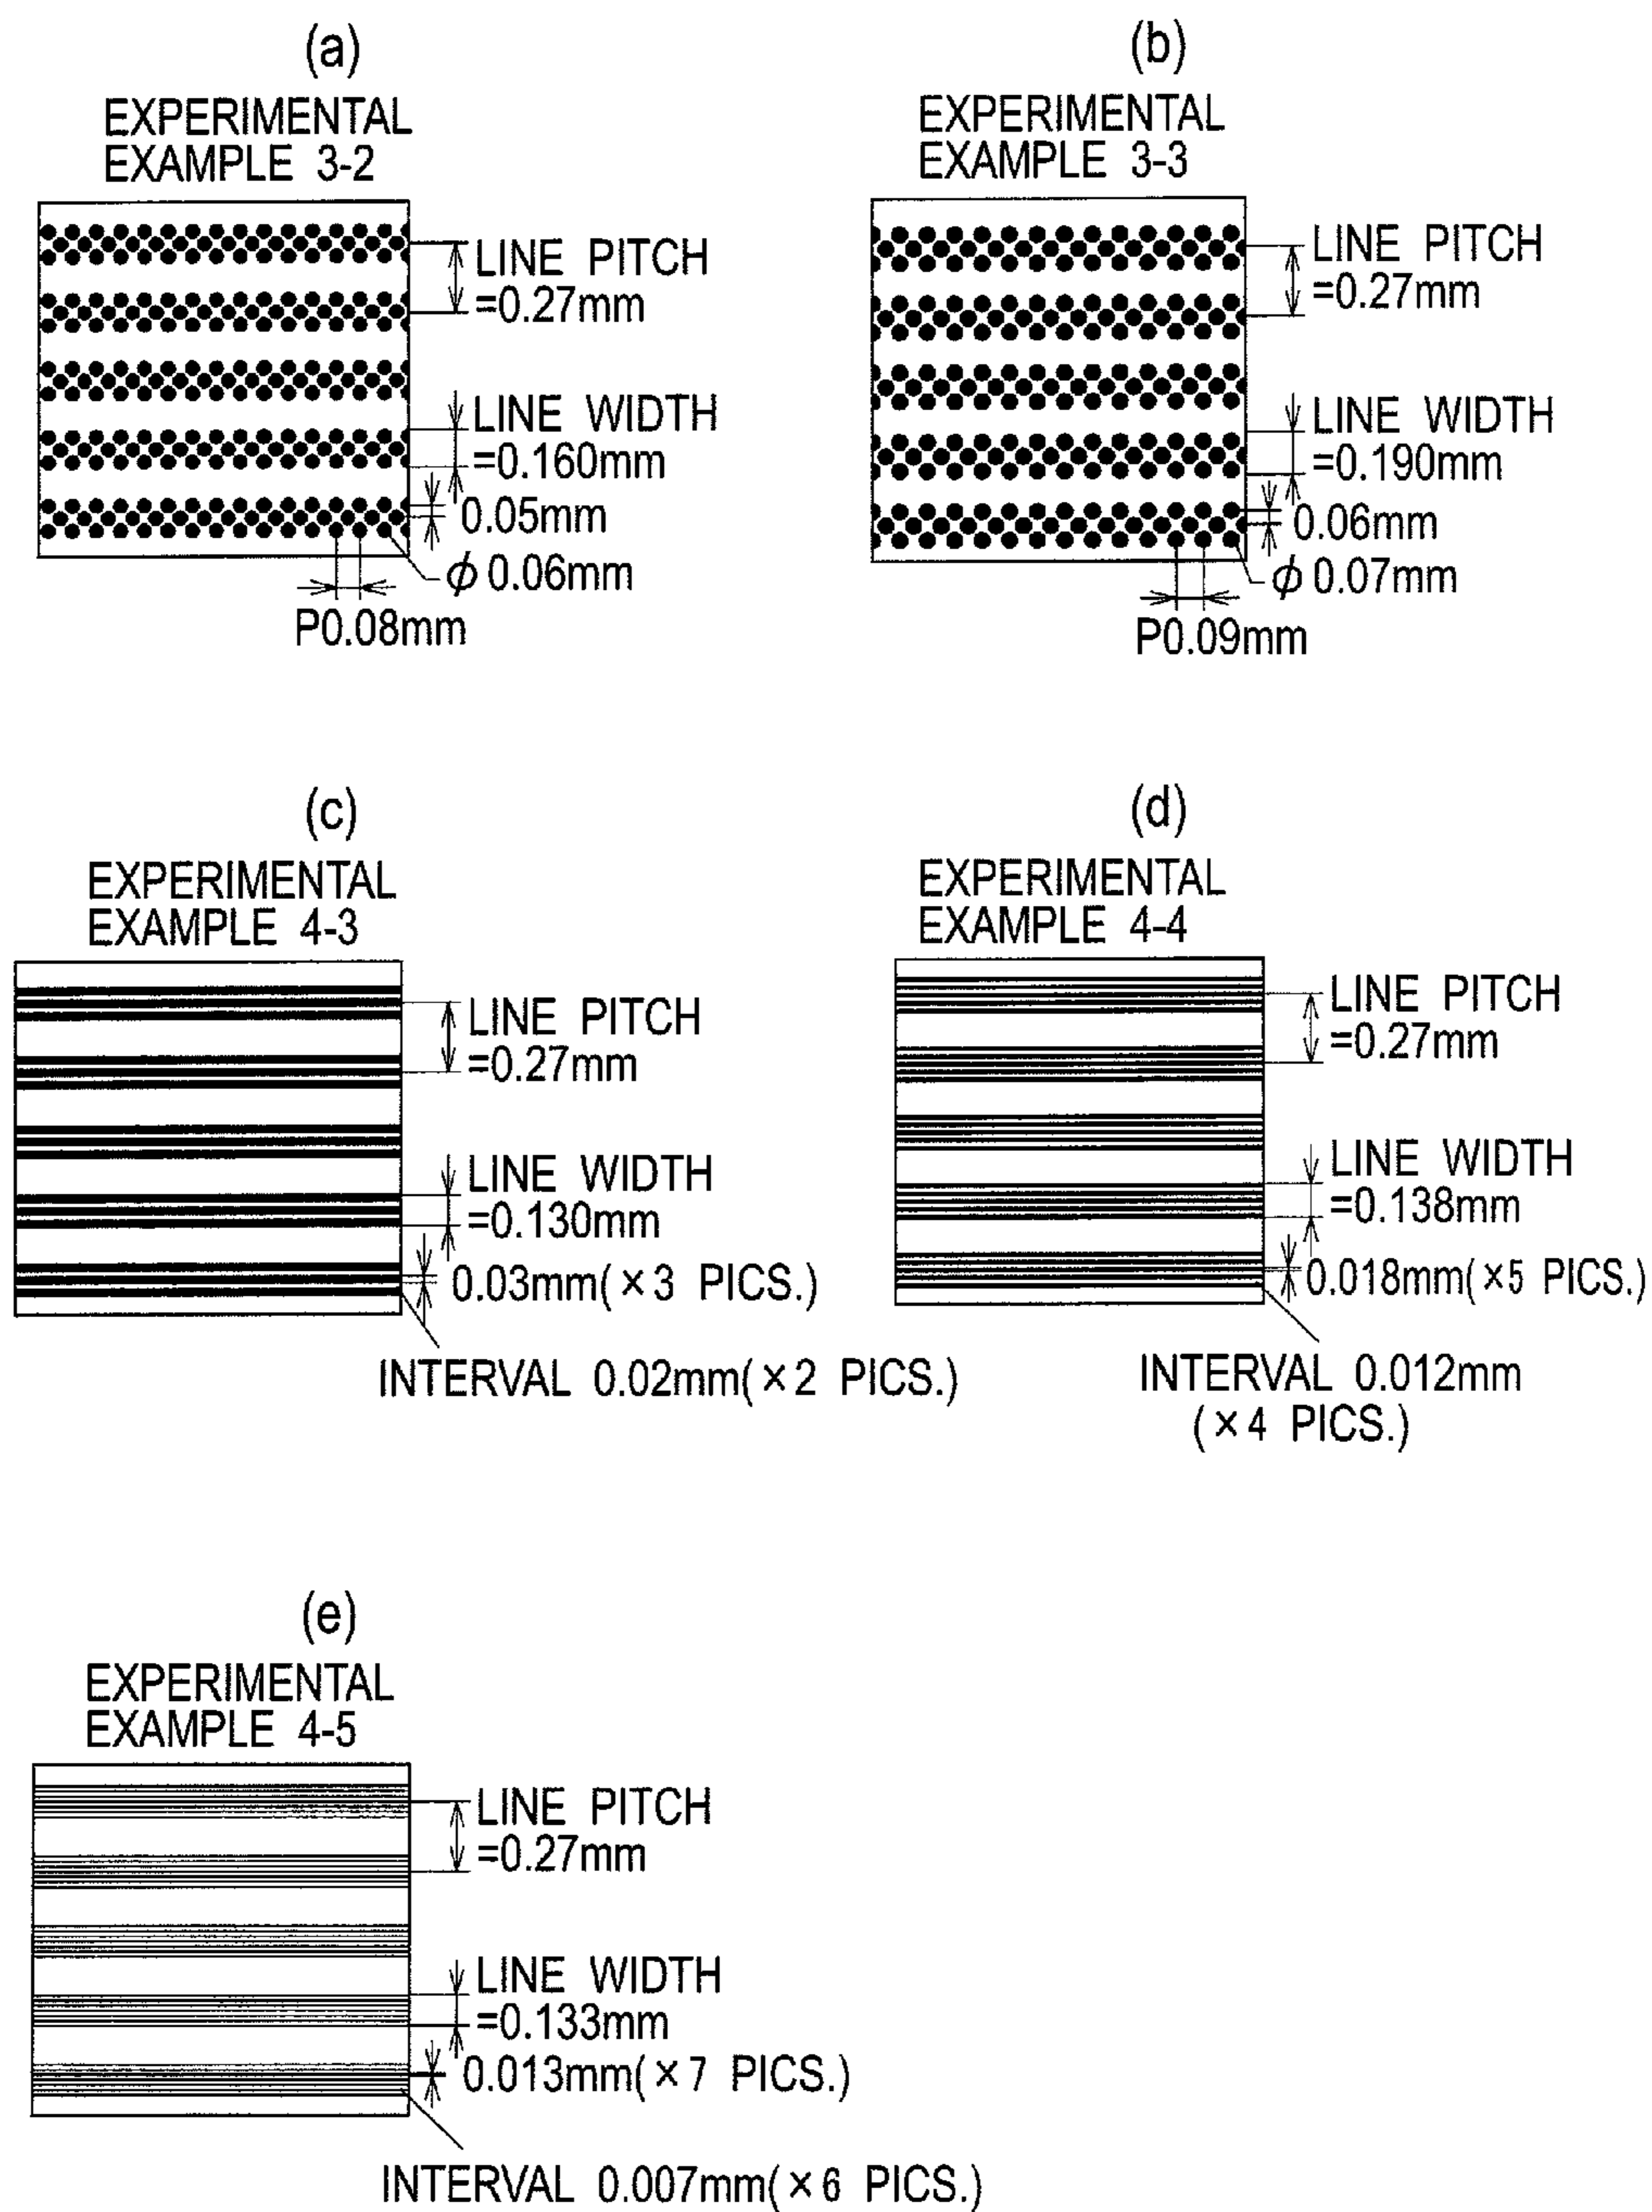 (a)
EXPERIMENTAL
EXAMPLE 3-2
LINE PITCH
=0.27mm
LINE WIDTH
=0.160mm
0.05mm
ϕ0.06mm
P0.08mm
(b)
EXPERIMENTAL
EXAMPLE 3-3
LINE PITCH
=0.27mm
LINE WIDTH
=0.190mm
0.06mm
ϕ0.07mm
P0.09mm
(c)
EXPERIMENTAL
EXAMPLE 4-3
LINE PITCH
=0.27mm
LINE WIDTH
=0.130mm
0.03mm(×3 PICS.)
INTERVAL 0.02mm(×2 PICS.)
(d)
EXPERIMENTAL
EXAMPLE 4-4
LINE PITCH
=0.27mm
LINE WIDTH
=0.138mm
0.018mm(×5 PICS.)
INTERVAL 0.012mm
(×4 PICS.)
(e)
EXPERIMENTAL
EXAMPLE 4-5
LINE PITCH
=0.27mm
LINE WIDTH
=0.133mm
0.013mm(×7 PICS.)
INTERVAL 0.007mm(×6 PICS.)